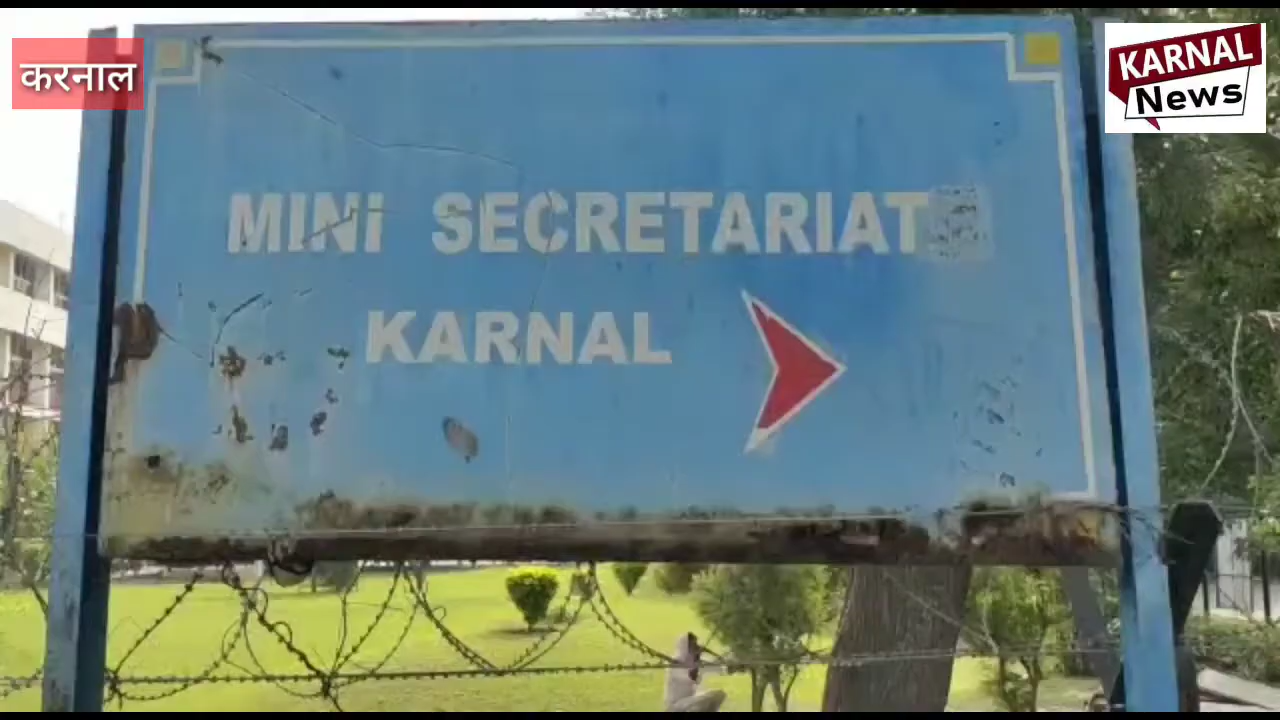 करनाल
KARNAL
News
MINi SECRETARIAT
KARNAL